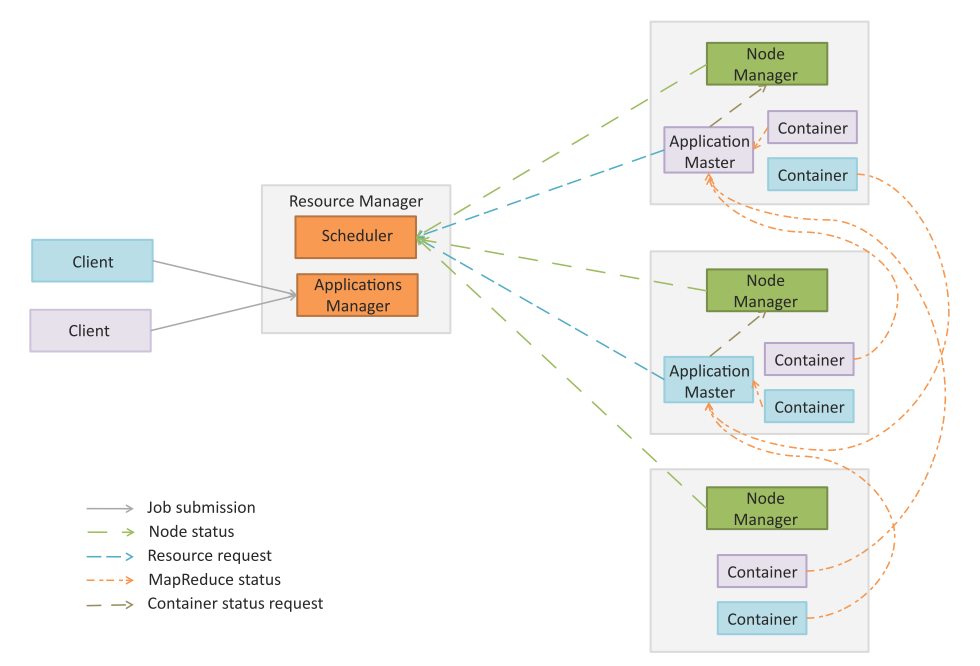 Client
Client
Resource Manager
Scheduler
Applications
Manager
Node
Manager
Application
Master
Container
Container
Node
Manager
Application
Master
Container
Container
Node
Manager
Container
Container
Job submission
Node status
Resource request
MapReduce status
Container status request